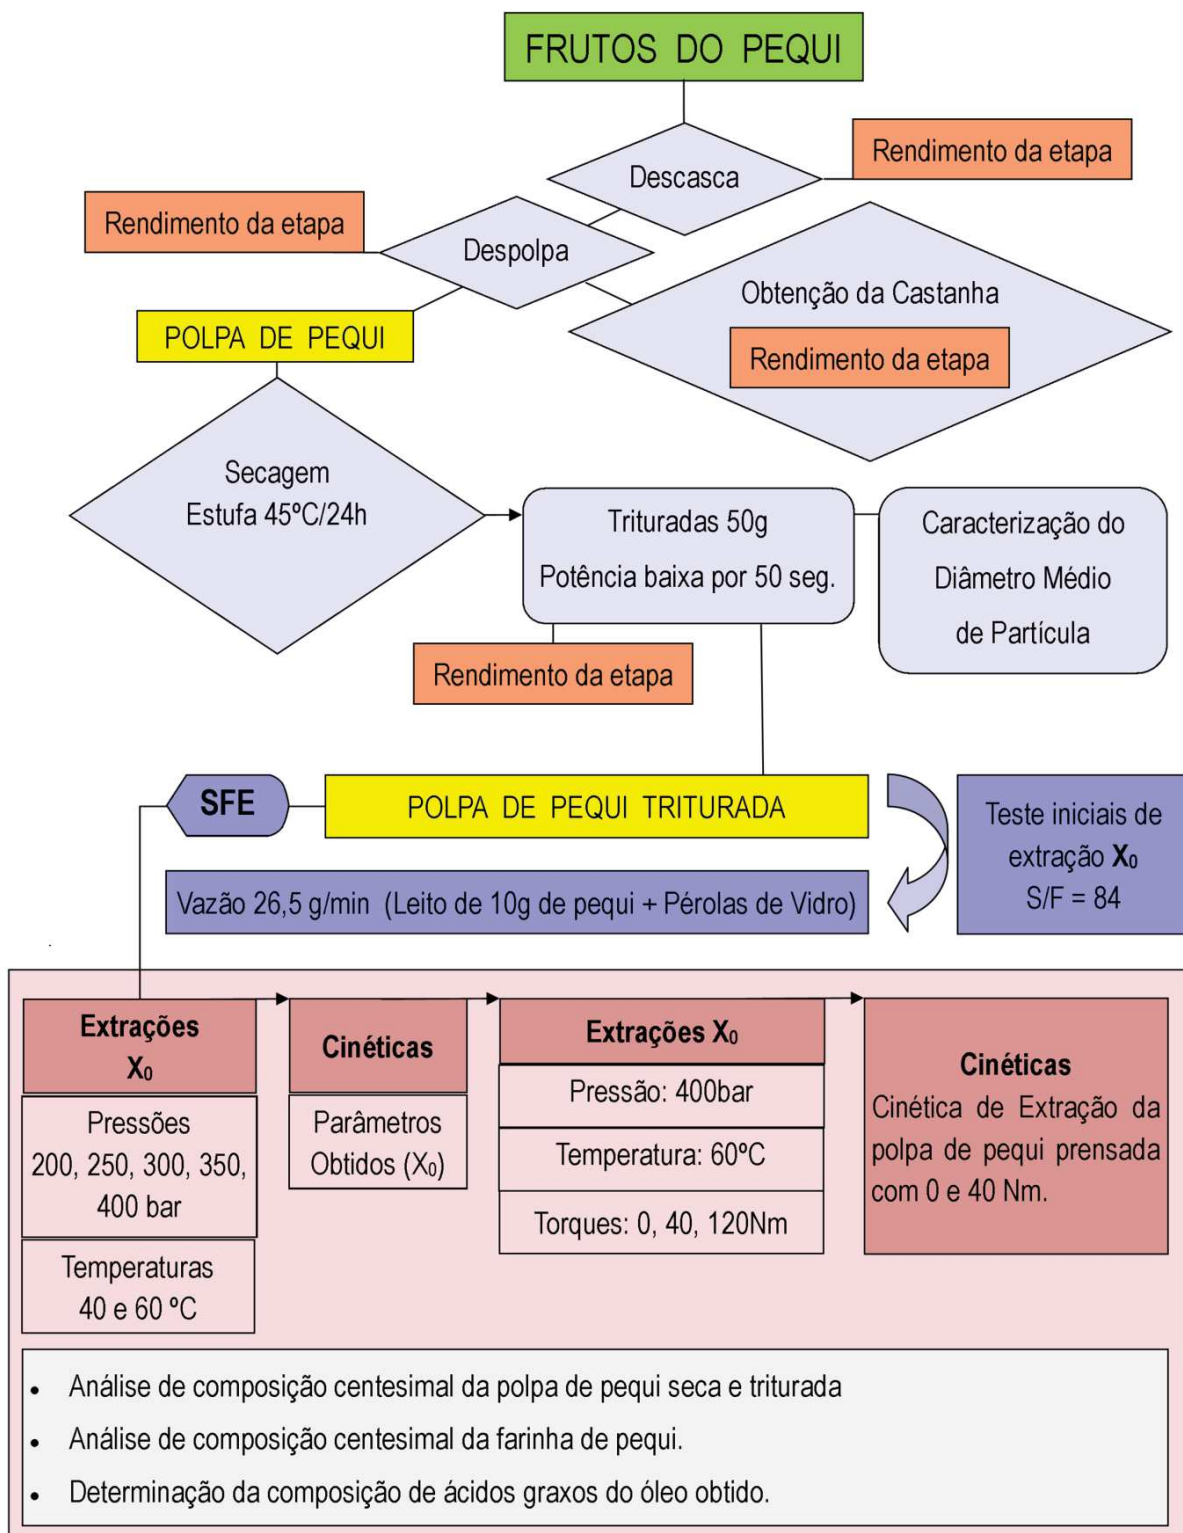 FRUTOS DO PEQUI
Descasca
Rendimento da etapa
Rendimento da etapa
Despolpa
Obtenção da Castanha
Rendimento da etapa
POLPA DE PEQUI
Secagem
Estufa 45ºC/24h
Trituradas 50g
Potência baixa por 50 seg.
Caracterização do
Diâmetro Médio
de Partícula
Rendimento da etapa
SFE
POLPA DE PEQUI TRITURADA
Teste iniciais de
extração X₀
S/F = 84
Vazão 26,5 g/min (Leito de 10g de pequi + Pérolas de Vidro)
Extrações
X₀
Pressões
200, 250, 300, 350,
400 bar
Temperaturas
40 e 60 ºC
Cinéticas
Parâmetros
Obtidos (X₀)
Extrações X₀
Pressão: 400bar
Temperatura: 60ºC
Torques: 0, 40, 120Nm
Cinéticas
Cinética de Extração da
polpa de pequi prensada
com 0 e 40 Nm.
• Análise de composição centesimal da polpa de pequi seca e triturada
• Análise de composição centesimal da farinha de pequi.
• Determinação da composição de ácidos graxos do óleo obtido.